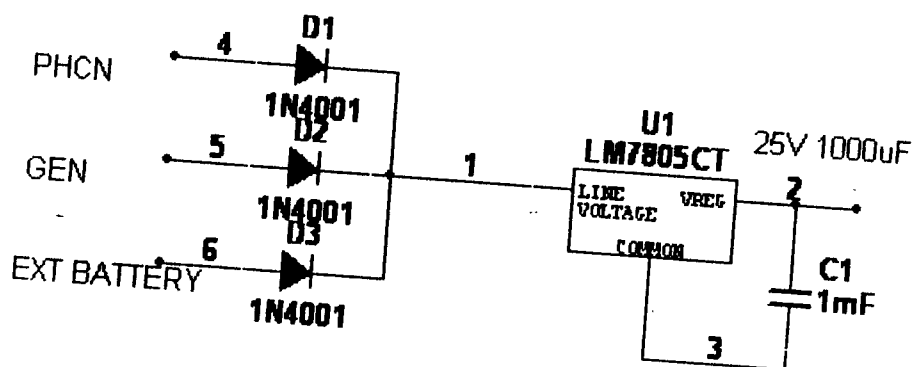 D1
4
PHCN
1N4001
D2
5
GEN
1N4001
D3
6
EXT BATTERY
1N4001
1
U1
LM7805CT
25V 1000uF
LINE VREG
VOLTAGE
COMMON
2
C1
1mF
3